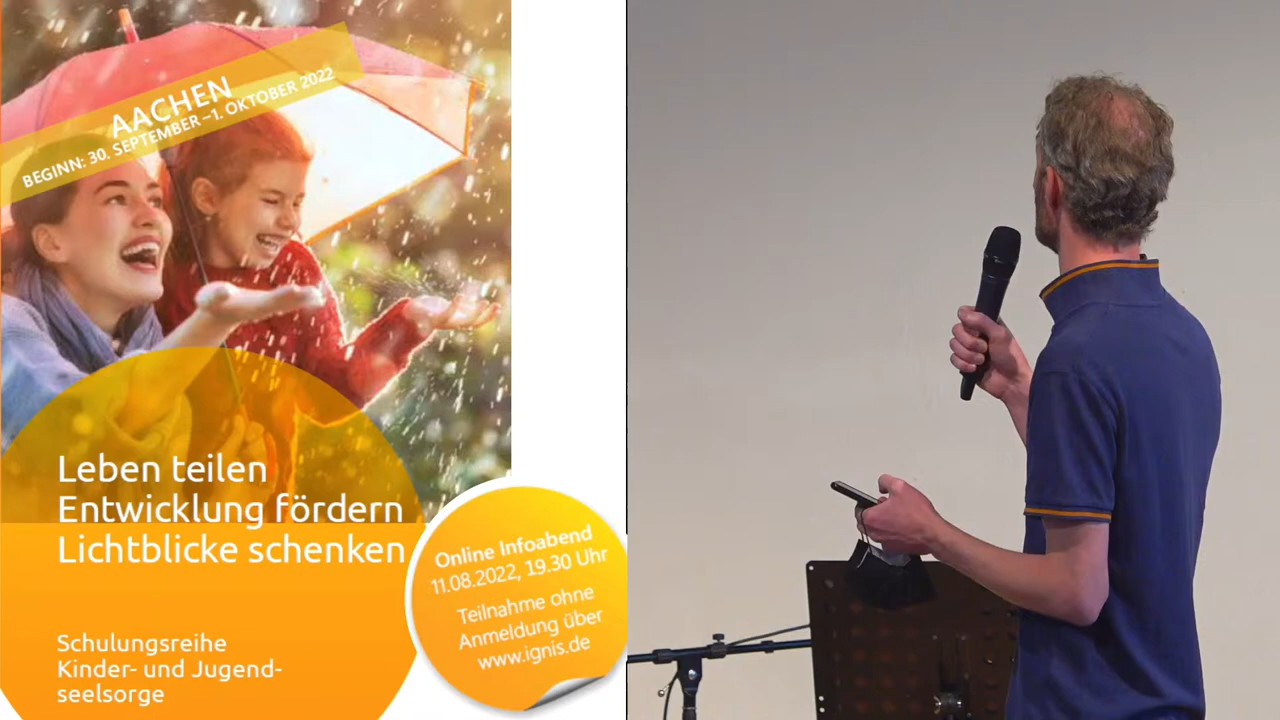 AACHEN
BEGINN: 30. SEPTEMBER –1. OKTOBER 2022
Leben teilen
Entwicklung fördern
Lichtblicke schenken
Online Infoabend
11.08.2022, 19.30 Uhr
Teilnahme ohne
Anmeldung über
www.ignis.de
Schulungsreihe
Kinder- und Jugend-
seelsorge